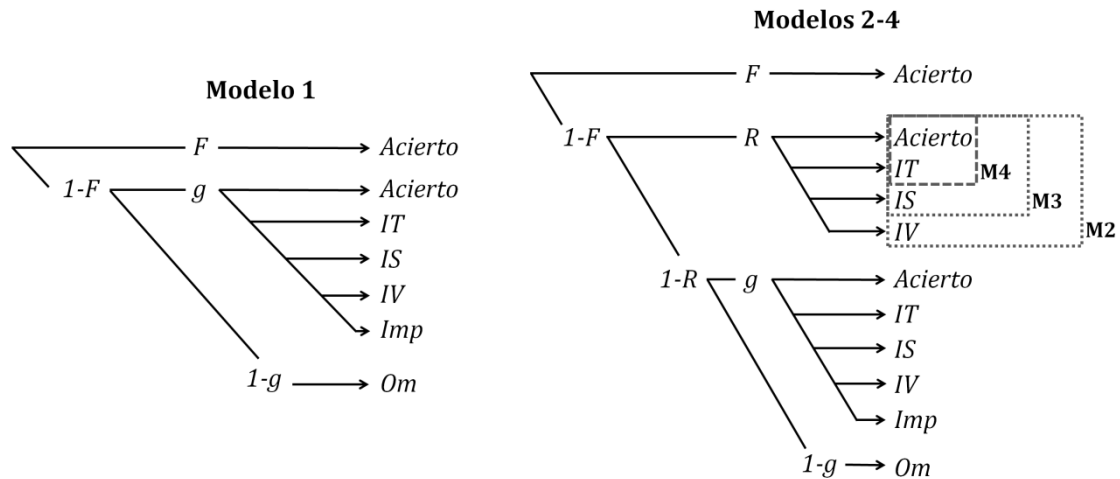 Modelo 1
F Acierto
1-F g Acierto
IT
IS
IV
Imp
1-g Om
Modelos 2-4
F Acierto
1-F R Acierto
IT M4
IS M3
IV M2
1-R g Acierto
IT
IS
IV
Imp
1-g Om